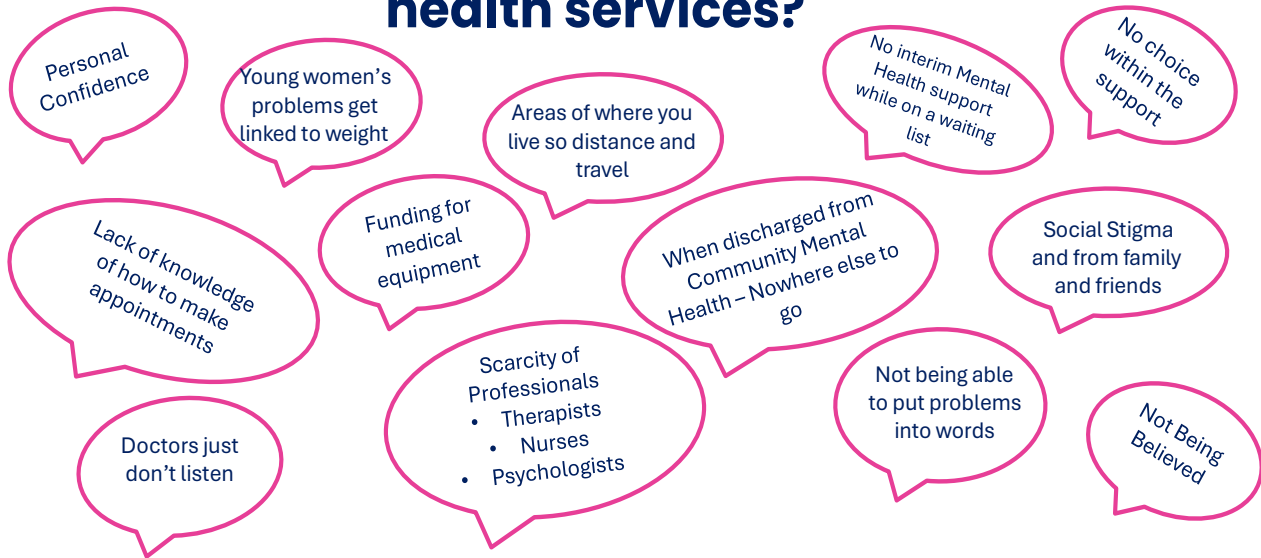 health services?
Personal
Confidence
Young women's
problems get
linked to weight
Areas of where you
live so distance and
travel
No interim Mental
Health support
while on a waiting
list
No choice
within the
support
Lack of knowledge
of how to make
appointments
Funding for
medical
equipment
When discharged from
Community Mental
Health – Nowhere else to
go
Social Stigma
and from family
and friends
Doctors just
don't listen
Scarcity of
Professionals
• Therapists
• Nurses
• Psychologists
Not being able
to put problems
into words
Not Being
Believed